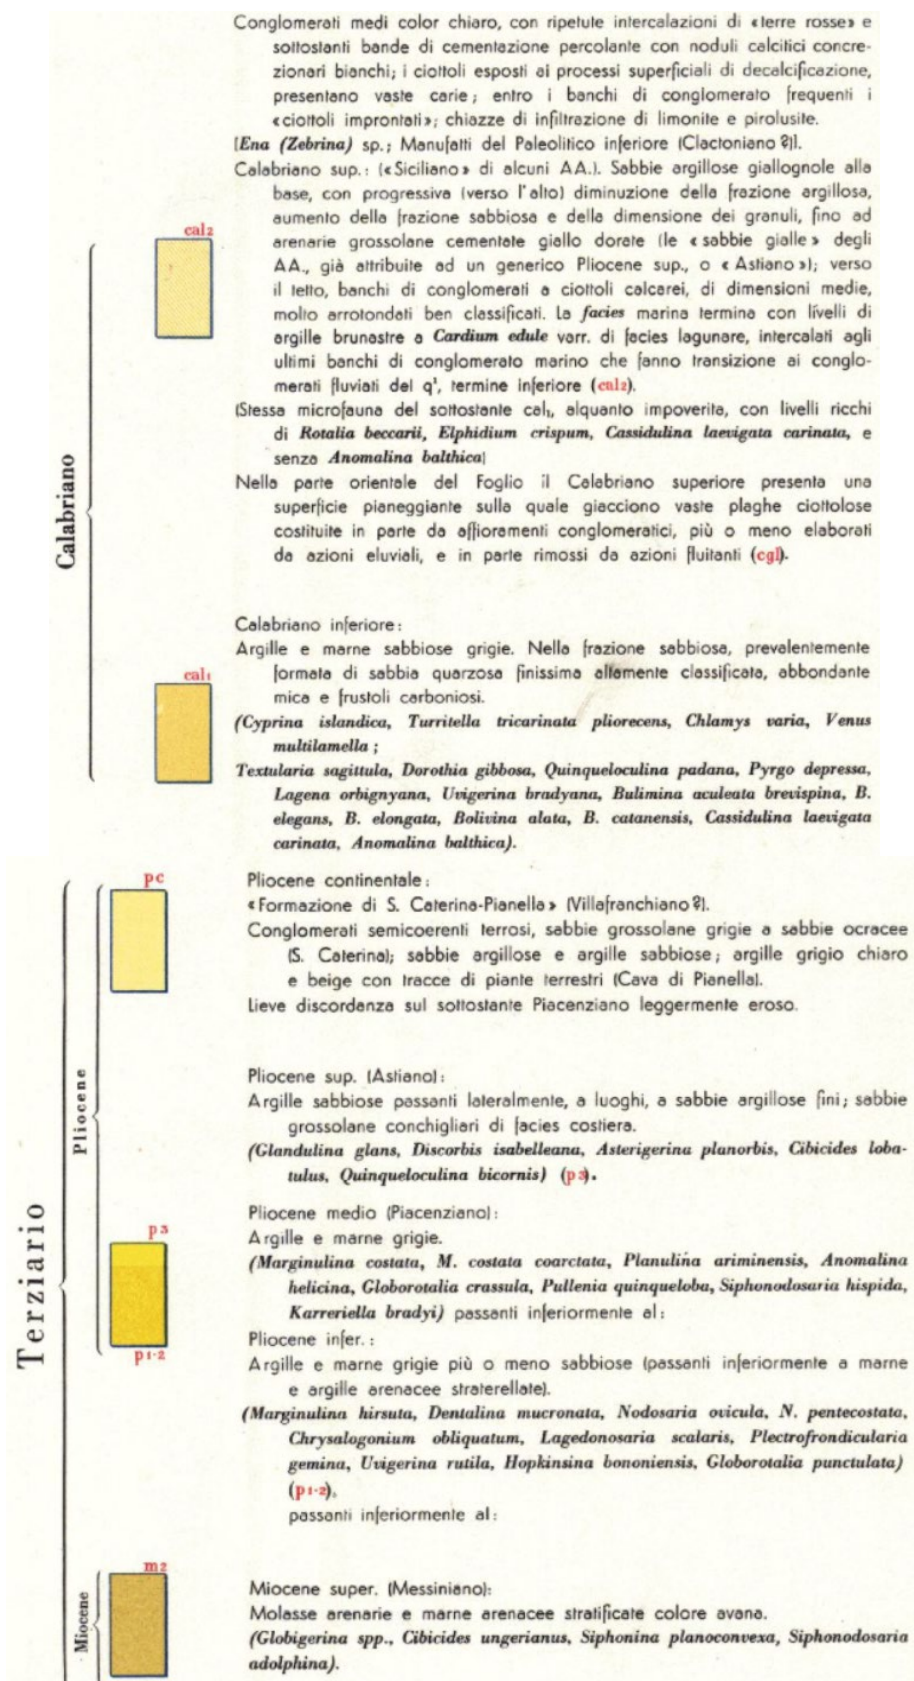 Conglomerati medi color chiaro, con ripetute intercalazioni di «terre rosse» e
sottostanti bande di cementazione percolante con noduli calcitici concre-
zionari bianchi; i ciottoli esposti ai processi superficiali di decalcificazione,
presentano vaste carie; entro i banchi di conglomerato frequenti i
«ciottoli improntati»; chiazze di infiltrazione di limonite e pirolusite.
(Ena (Zebrina) sp.; Manufatti del Paleolitico inferiore (Clactoniano ?)).
Calabriano sup.: («Siciliano» di alcuni AA.). Sabbie argillose giallognole alla
base, con progressiva (verso l'alto) diminuzione della frazione argillosa,
aumento della frazione sabbiosa e della dimensione dei granuli, fino ad
cal2
arenarie grossolane cementate giallo dorate (le «sabbie gialle» degli
AA., già attribuite ad un generico Pliocene sup., o «Astiano»); verso
il tetto, banchi di conglomerati a ciottoli calcarei, di dimensioni medie,
molto arrotondati ben classificati. La facies marina termina con livelli di
argille brunastre a Cardium edule varr. di facies lagunare, intercalati agli
ultimi banchi di conglomerato marino che fanno transizione ai conglo-
merati fluviati del q¹, termine inferiore (cal2).
(Stessa microfauna del sottostante cal₁, alquanto impoverita, con livelli ricchi
di Rotalia beccarii, Elphidium crispum, Cassidulina laevigata carinata, e
senza Anomalina balthica)
Calabriano
Nella parte orientale del Foglio il Calabriano superiore presenta una
superficie pianeggiante sulla quale giacciono vaste plaghe ciottolose
costituite in parte da affioramenti conglomeratici, più o meno elaborati
da azioni eluviali, e in parte rimossi da azioni fluitanti (cgl).
Calabriano inferiore:
Argille e marne sabbiose grigie. Nella frazione sabbiosa, prevalentemente
cal1
formata di sabbia quarzosa finissima altamente classificata, abbondante
mica e frustoli carboniosi.
(Cyprina islandica, Turritella tricarinata pliorecens, Chlamys varia, Venus
multilamella ;
Textularia sagittula, Dorothia gibbosa, Quinqueloculina padana, Pyrgo depressa,
Lagena orbignyana, Uvigerina bradyana, Bulimina aculeata brevispina, B.
elegans, B. elongata, Bolivina alata, B. catanensis, Cassidulina laevigata
carinata, Anomalina balthica).
Terziario
Pliocene
pc
Pliocene continentale:
«Formazione di S. Caterina-Pianella» (Villafranchiano?).
Conglomerati semicoerenti terrosi, sabbie grossolane grigie a sabbie ocracee
(S. Caterina); sabbie argillose e argille sabbiose; argille grigio chiaro
e beige con tracce di piante terrestri (Cava di Pianella).
Lieve discordanza sul sottostante Piacenziano leggermente eroso.
Pliocene sup. (Astiano):
Argille sabbiose passanti lateralmente, a luoghi, a sabbie argillose fini; sabbie
grossolane conchigliari di facies costiera.
(Glandulina glans, Discorbis isabelleana, Asterigerina planorbis, Cibicides loba-
tulus, Quinqueloculina bicornis) (p3).
Pliocene medio (Piacenziano):
p3
Argille e marne grigie.
(Marginulina costata, M. costata coarctata, Planulina ariminensis, Anomalina
helicina, Globorotalia crassula, Pullenia quinqueloba, Siphonodosaria hispida,
Karreriella bradyi) passanti inferiormente al:
Pliocene infer.:
p1-2
Argille e marne grigie più o meno sabbiose (passanti inferiormente a marne
e argille arenacee straterellate).
(Marginulina hirsuta, Dentalina mucronata, Nodosaria ovicula, N. pentecostata,
Chrysalogonium obliquatum, Lagedonosaria scalaris, Plectrofrondicularia
gemina, Uvigerina rutila, Hopkinsina bononiensis, Globorotalia punctulata)
(p1-2),
passanti inferiormente al:
Miocene
m2
Miocene super. (Messiniano):
Molasse arenarie e marne arenacee stratificate colore avana.
(Globigerina spp., Cibicides ungerianus, Siphonina planoconvexa, Siphonodosaria
adolphina).